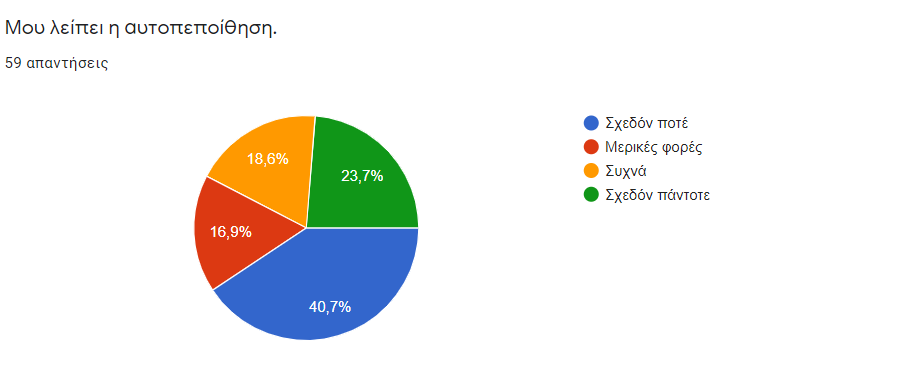 Μου λείπει η αυτοπεποίθηση.
59 απαντήσεις
18,6%
23,7%
16,9%
40,7%
Σχεδόν ποτέ
Μερικές φορές
Συχνά
Σχεδόν πάντοτε